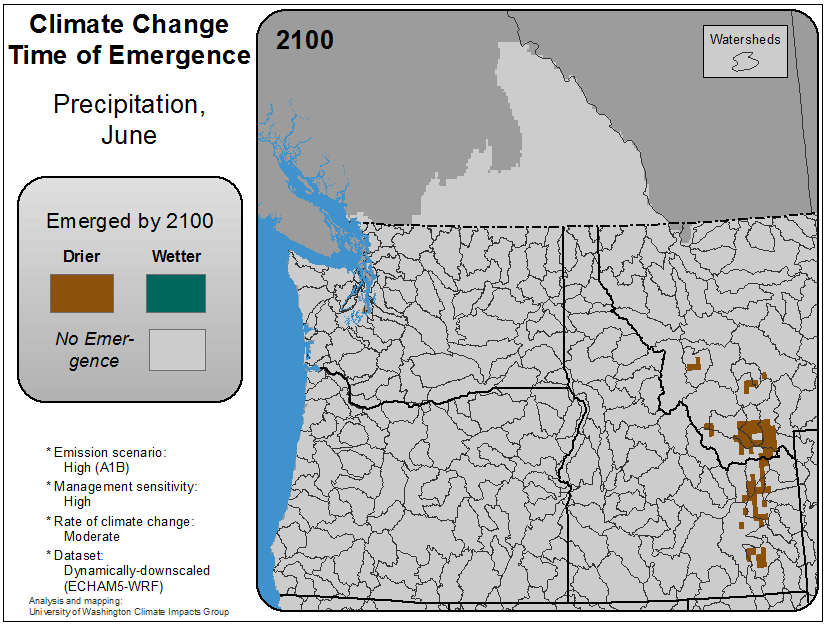 Climate Change
Time of Emergence
Precipitation,
June
Emerged by 2100
Drier
Wetter
No Emer-
gence
* Emission scenario:
High (A1B)
* Management sensitivity:
High
* Rate of climate change:
Moderate
* Dataset:
Dynamically-downscaled
(ECHAM5-WRF)
Analysis and mapping:
University of Washington Climate Impacts Group
2100
Watersheds